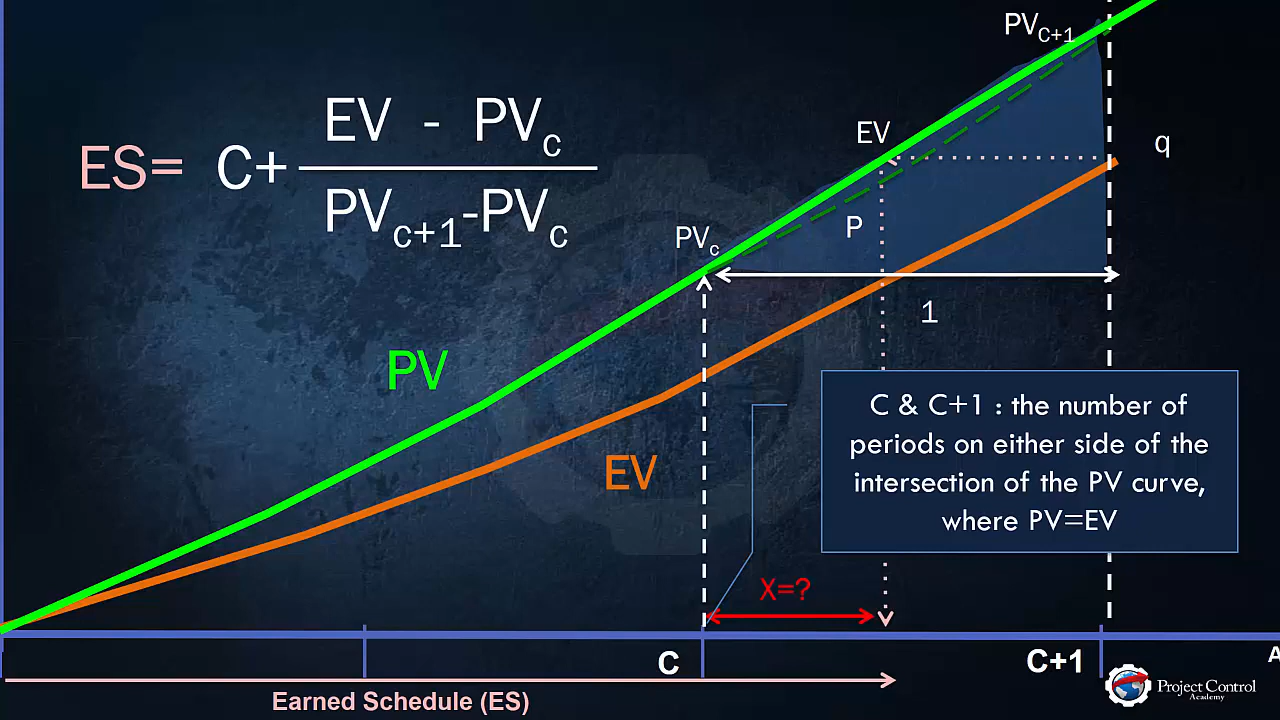 PVC+1
EV - PVc
ES= C+
PVc+1-PVc
EV
q
P
PVc
1
PV
EV
C & C+1 : the number of
periods on either side of the
intersection of the PV curve,
where PV=EV
X=?
C
C+1
A
Earned Schedule (ES)
Project Control
Academy